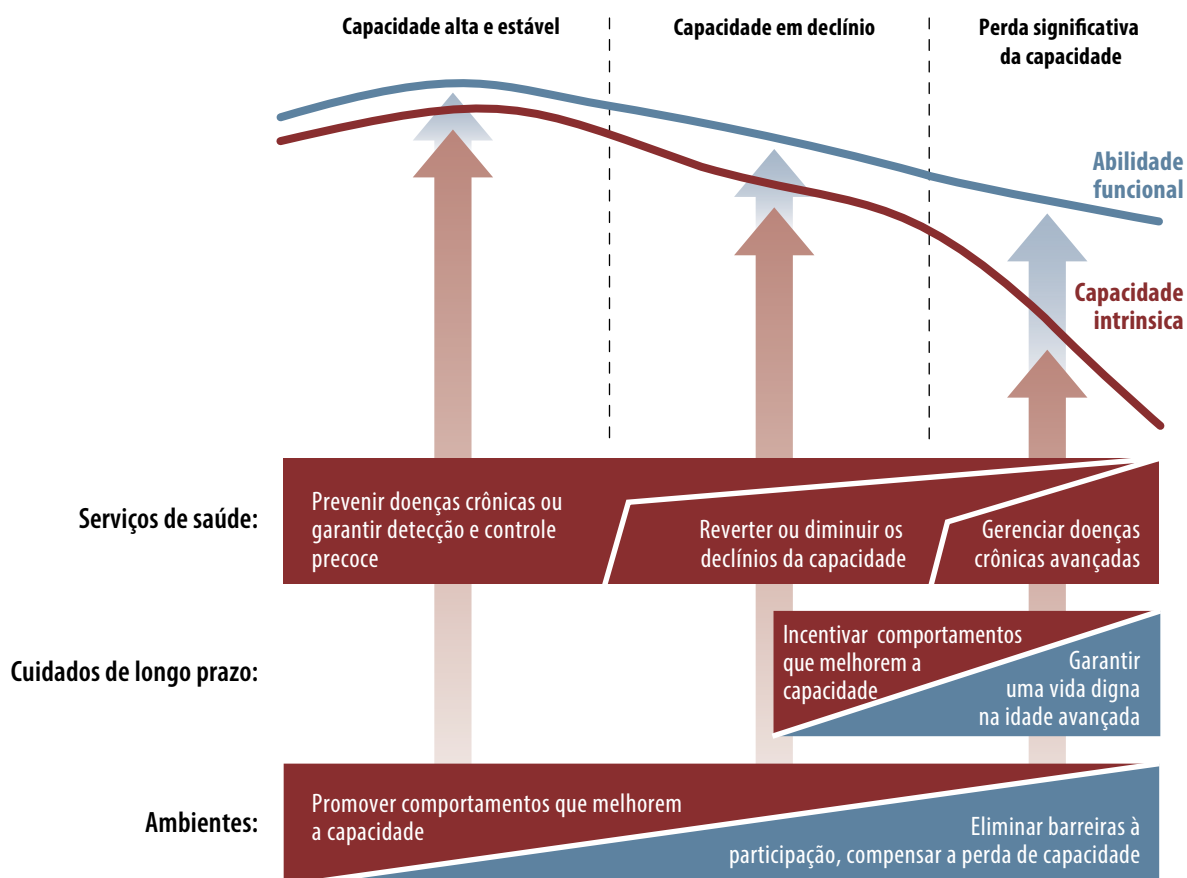 Capacidade alta e estável
Capacidade em declínio
Perda significativa
da capacidade
Abilidade
funcional
Capacidade
intrinsica
Serviços de saúde:
Prevenir doenças crônicas ou
garantir detecção e controle
precoce
Reverter ou diminuir os
declínios da capacidade
Gerenciar doenças
crônicas avançadas
Cuidados de longo prazo:
Incentivar comportamentos
que melhorem a
capacidade
Garantir
uma vida digna
na idade avançada
Ambientes:
Promover comportamentos que melhorem
a capacidade
Eliminar barreiras à
participação, compensar a perda de capacidade